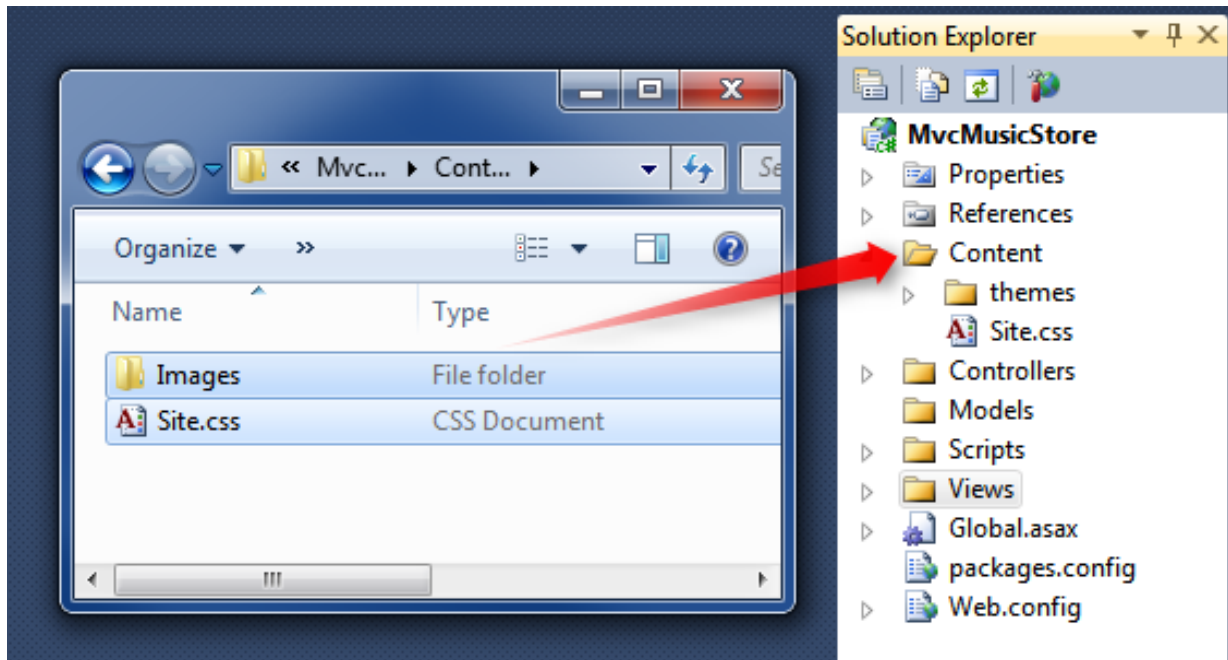 Mvc... Cont... Se
Organize »
Name Type
Images File folder
Site.css CSS Document
Solution Explorer
MvcMusicStore
Properties
References
Content
themes
Site.css
Controllers
Models
Scripts
Views
Global.asax
packages.config
Web.config